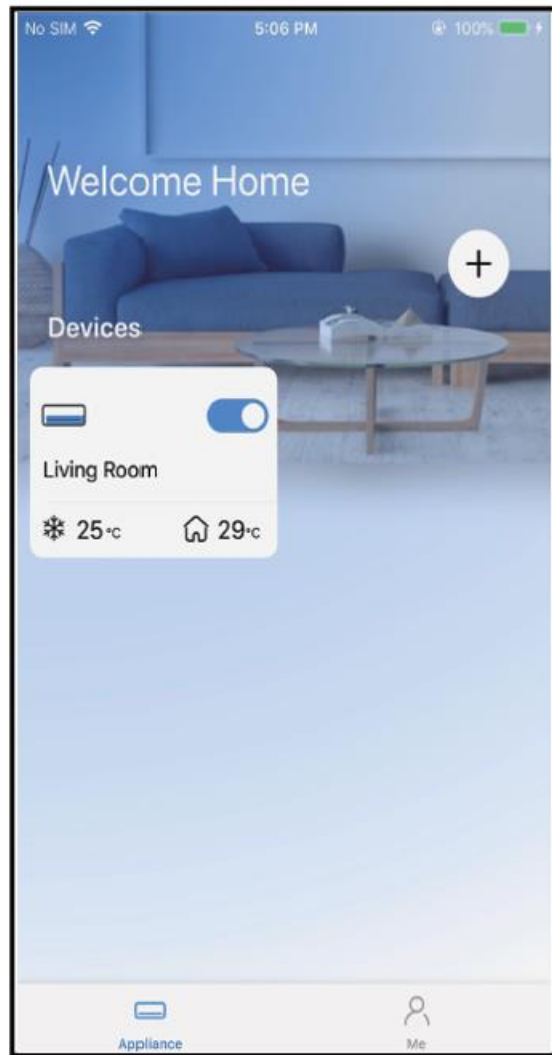 No SIM 5:06 PM 100%
Welcome Home
+
Devices
Living Room
25°C 29°C
Appliance Me